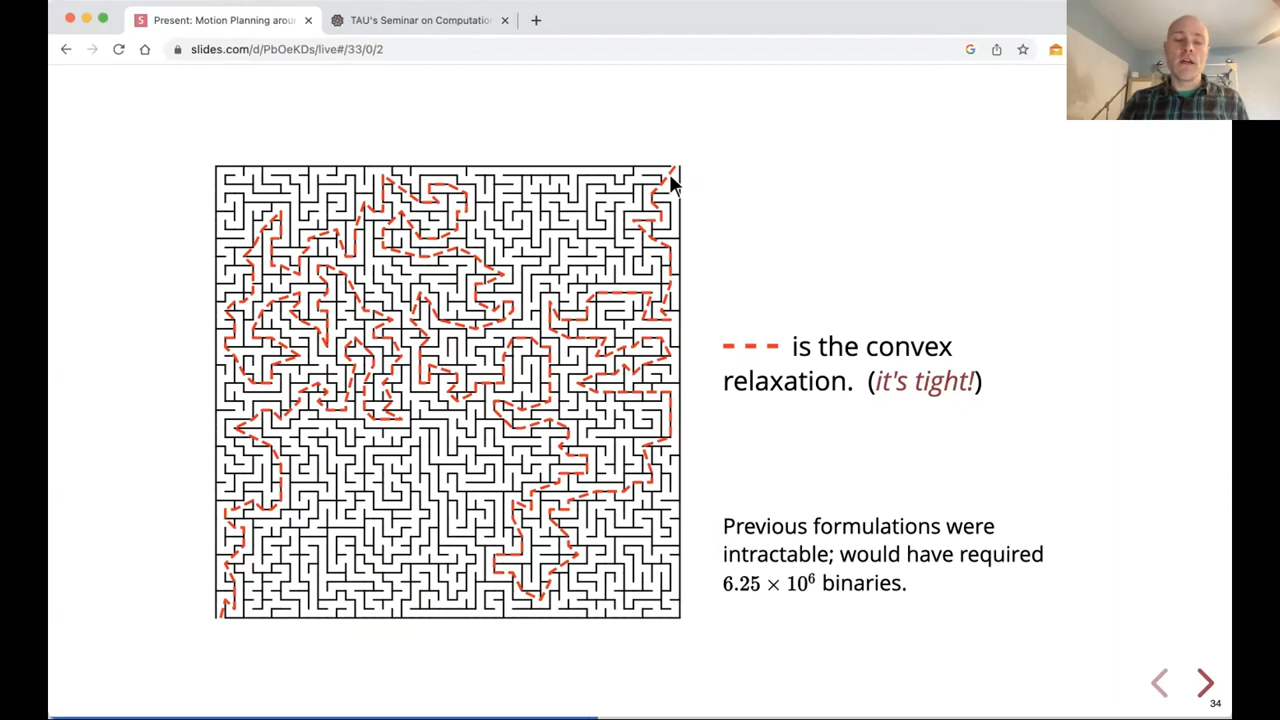 Present: Motion Planning arou
TAU's Seminar on Computatio
slides.com/d/PbOeKDs/live#/33/0/2
is the convex
relaxation. (it's tight!)
Previous formulations were
intractable; would have required
6.25 × 10⁶ binaries.
34